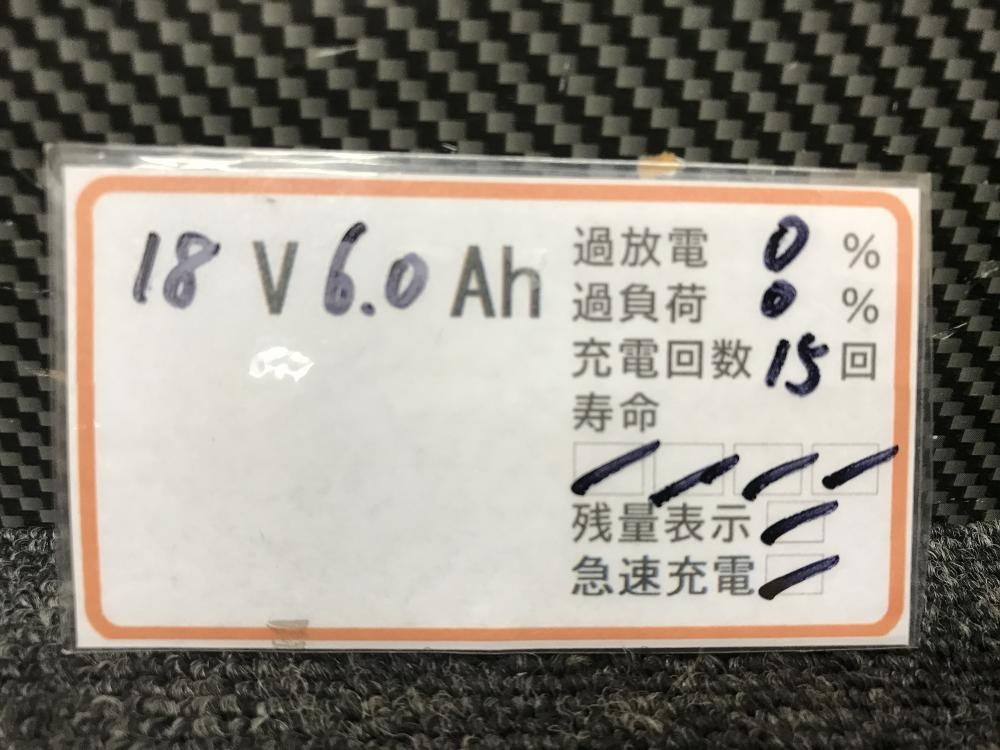 18 V 6.0 Ah
過放電 0 %
過負荷 0 %
充電回数 15 回
寿命
残量表示
急速充電